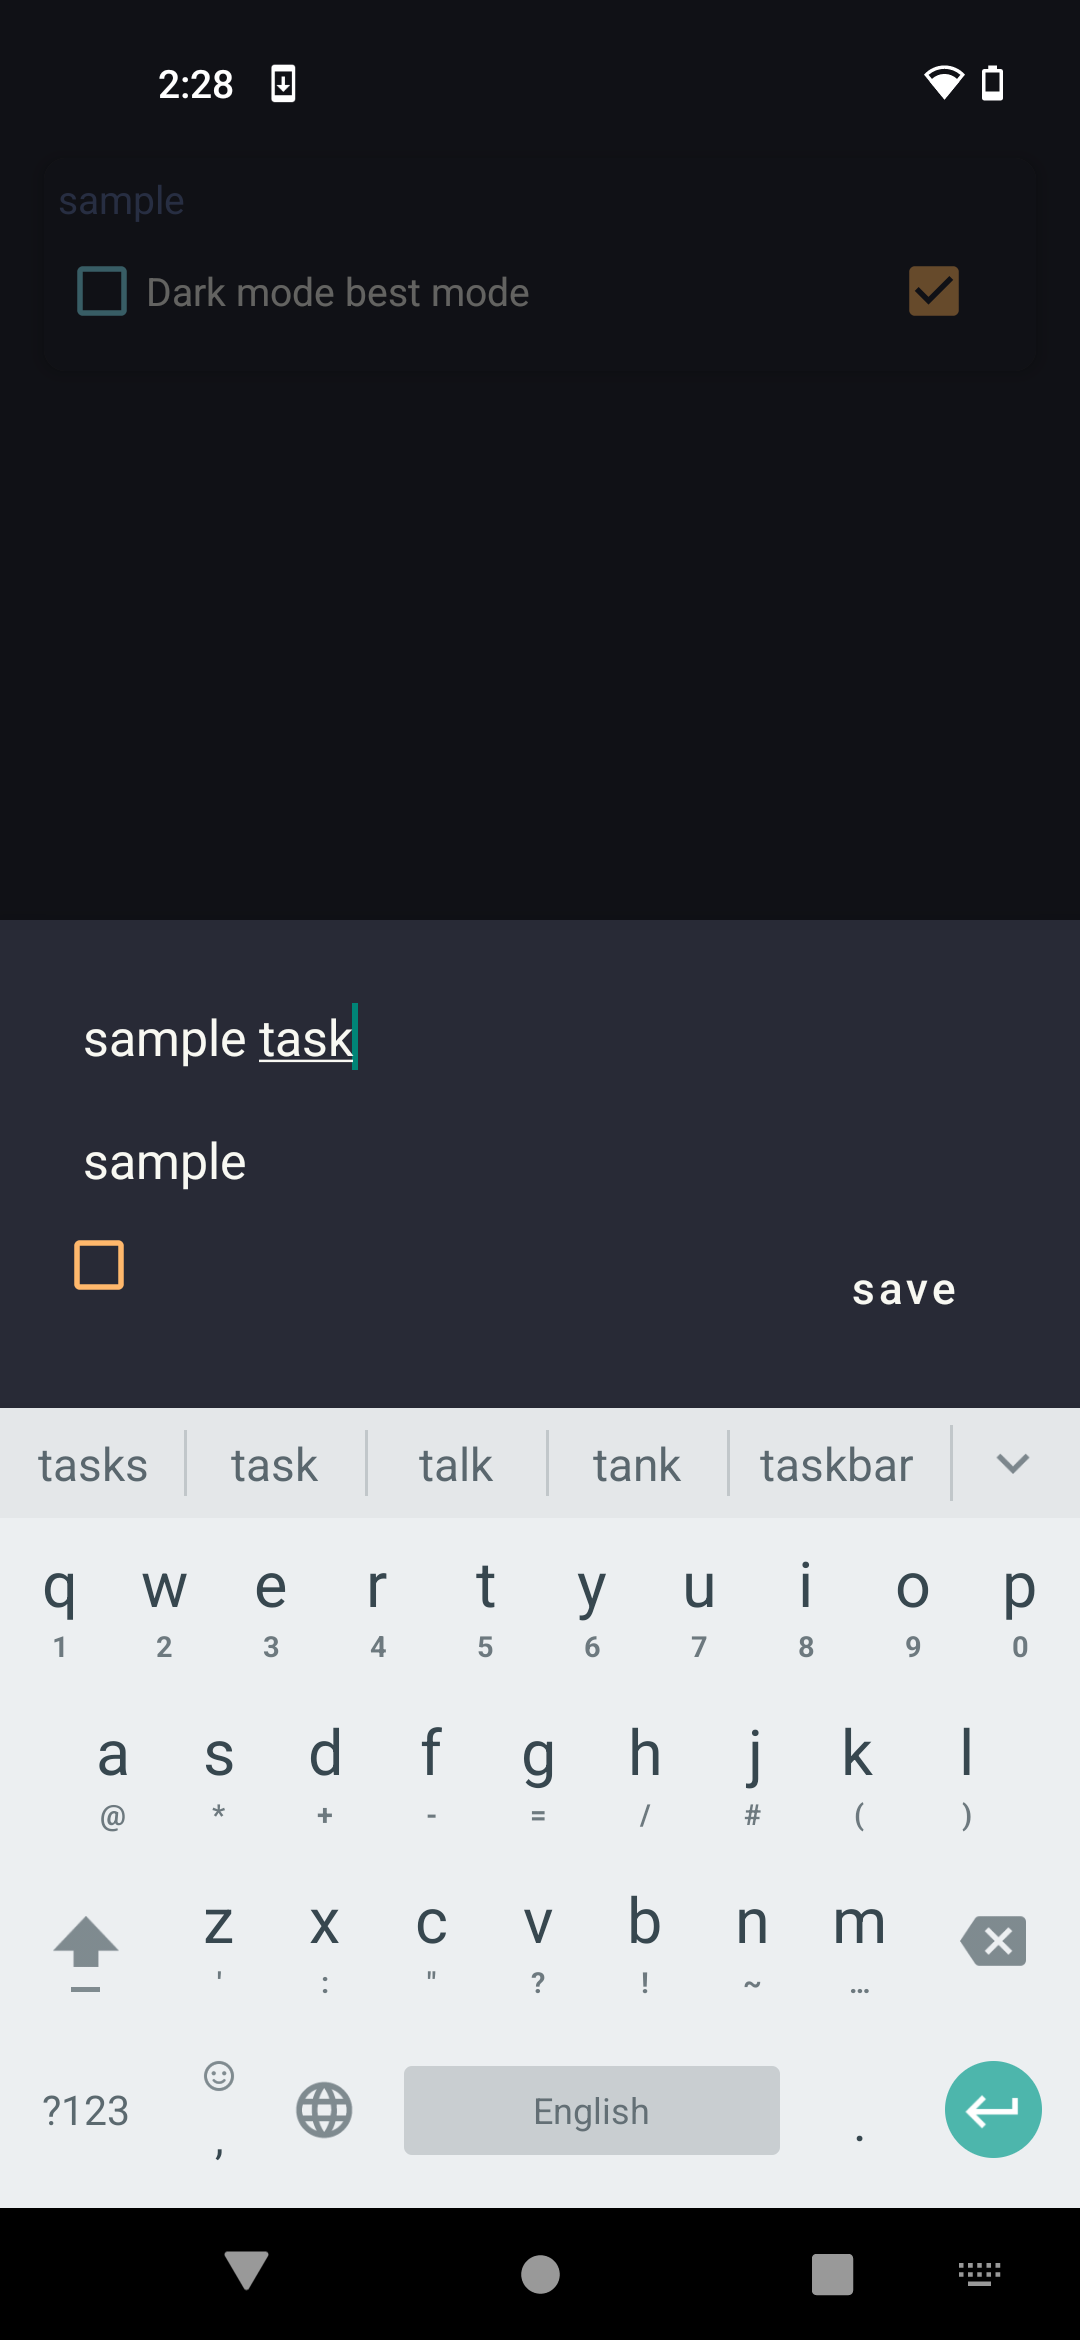 2:28
sample
Dark mode best mode
sample task
sample
save
tasks task talk tank taskbar
q w e r t y u i o p
1 2 3 4 5 6 7 8 9 0
a s d f g h j k l
@ * + - = / # ( )
z x c v b n m
' : " ? ! ~ …
?123 , English .